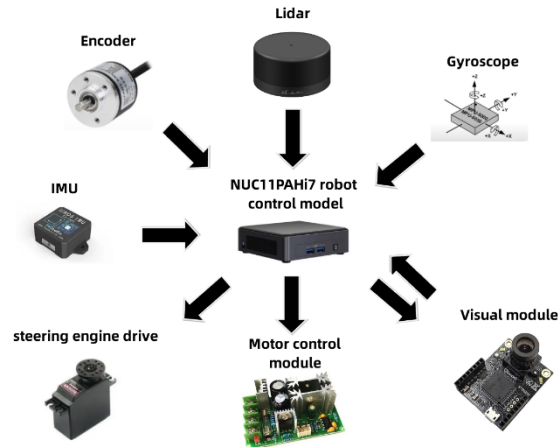 Lidar
Encoder
Gyroscope
+Z
+Y
+X
NUC11PAHi7 robot
control model
IMU
steering engine drive
Motor control
module
Visual module